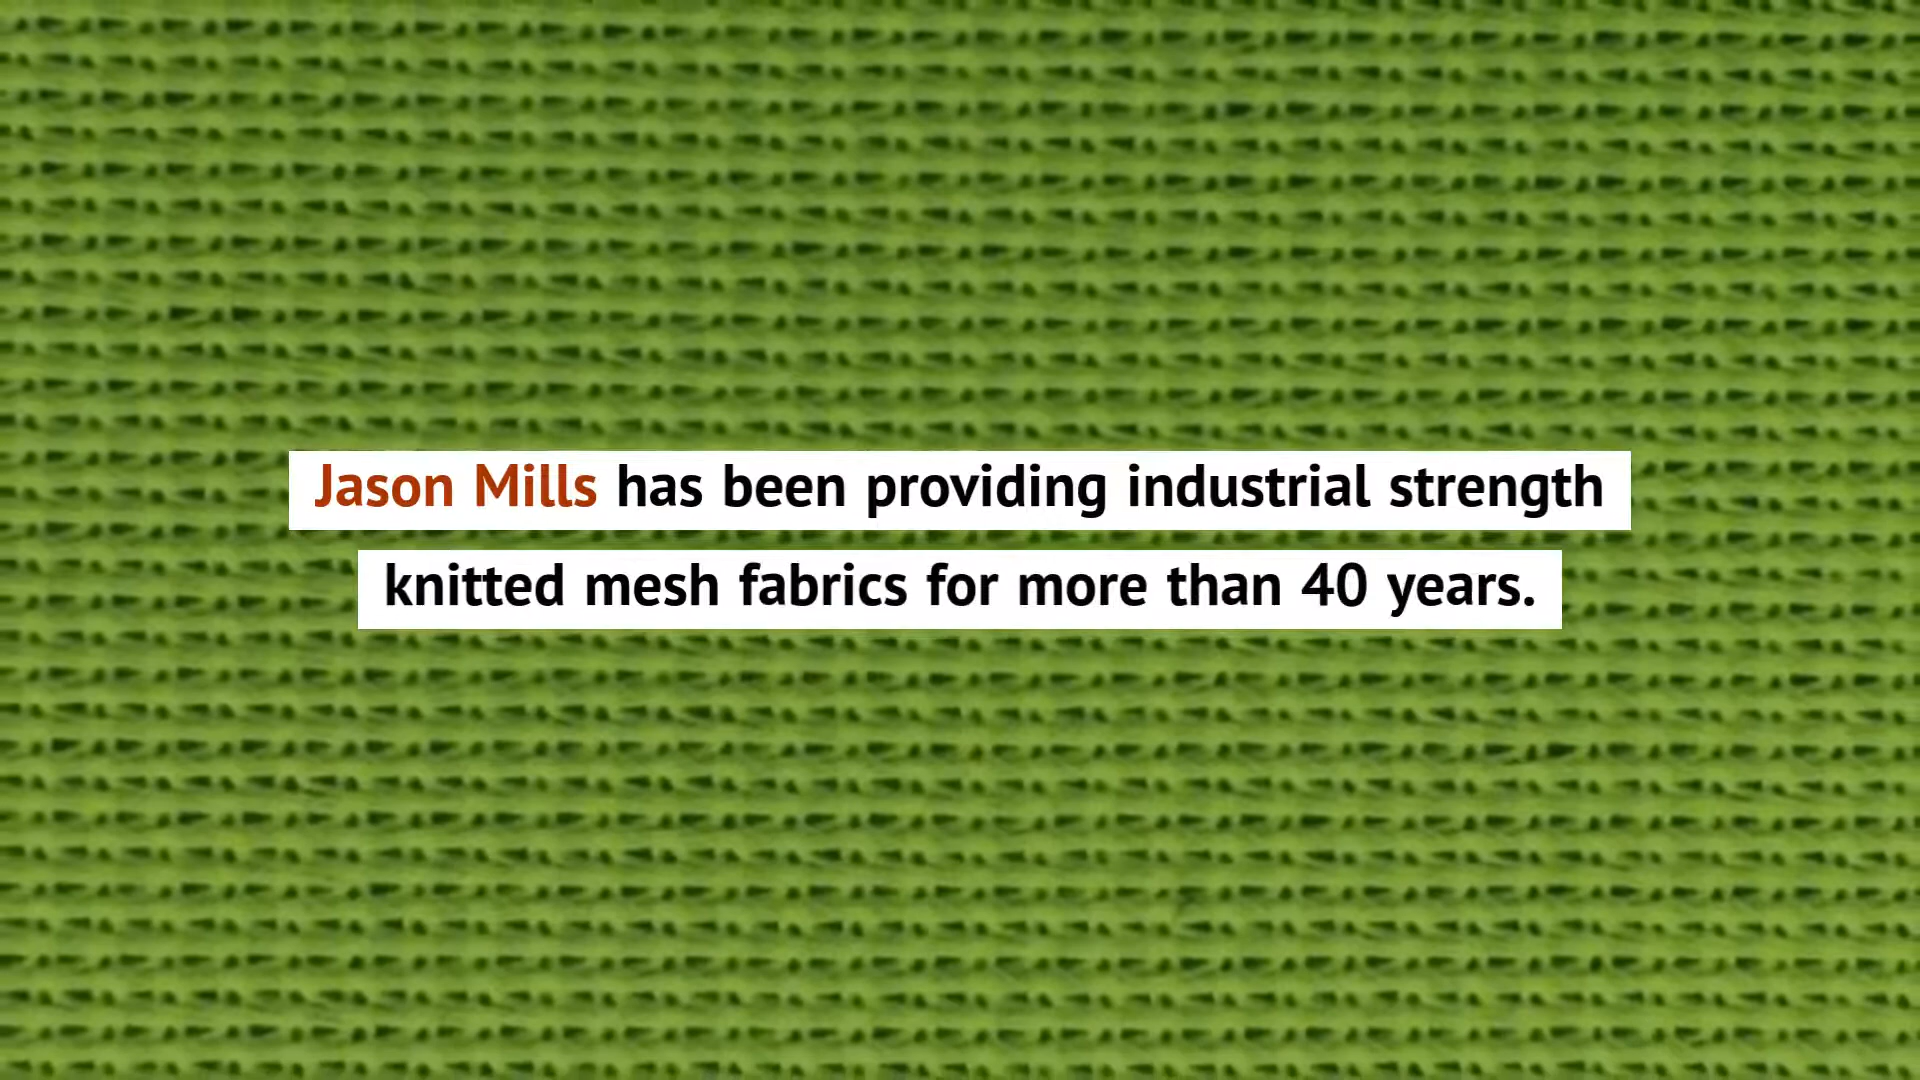 Jason Mills has been providing industrial strength
knitted mesh fabrics for more than 40 years.